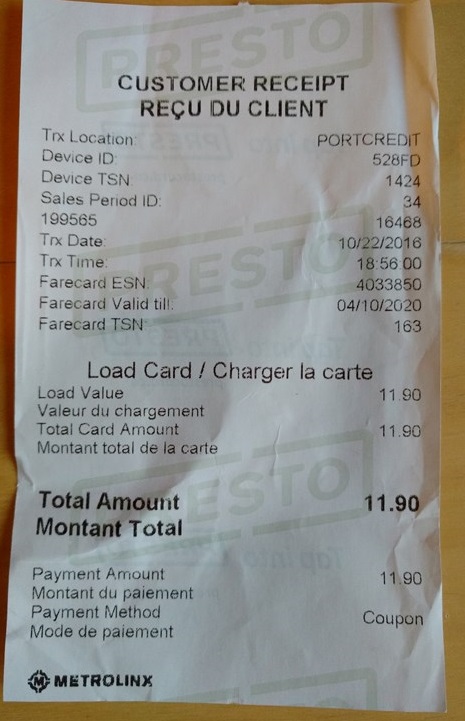 PRESTO
CUSTOMER RECEIPT
REÇU DU CLIENT
Trx Location: PORTCREDIT
Device ID: 528FD
Device TSN: 1424
Sales Period ID: 34
199565 16468
Trx Date: 10/22/2016
Trx Time: 18:56:00
PRESTO
Farecard ESN: 4033850
Farecard Valid till: 04/10/2020
Farecard TSN: 163
Load Card / Charger la carte
Load Value 11.90
Valeur du chargement
Total Card Amount 11.90
Montant total de la carte
PRESTO
Total Amount 11.90
Montant Total
Payment Amount 11.90
Montant du paiement
Payment Method Coupon
Mode de paiement
METROLINX